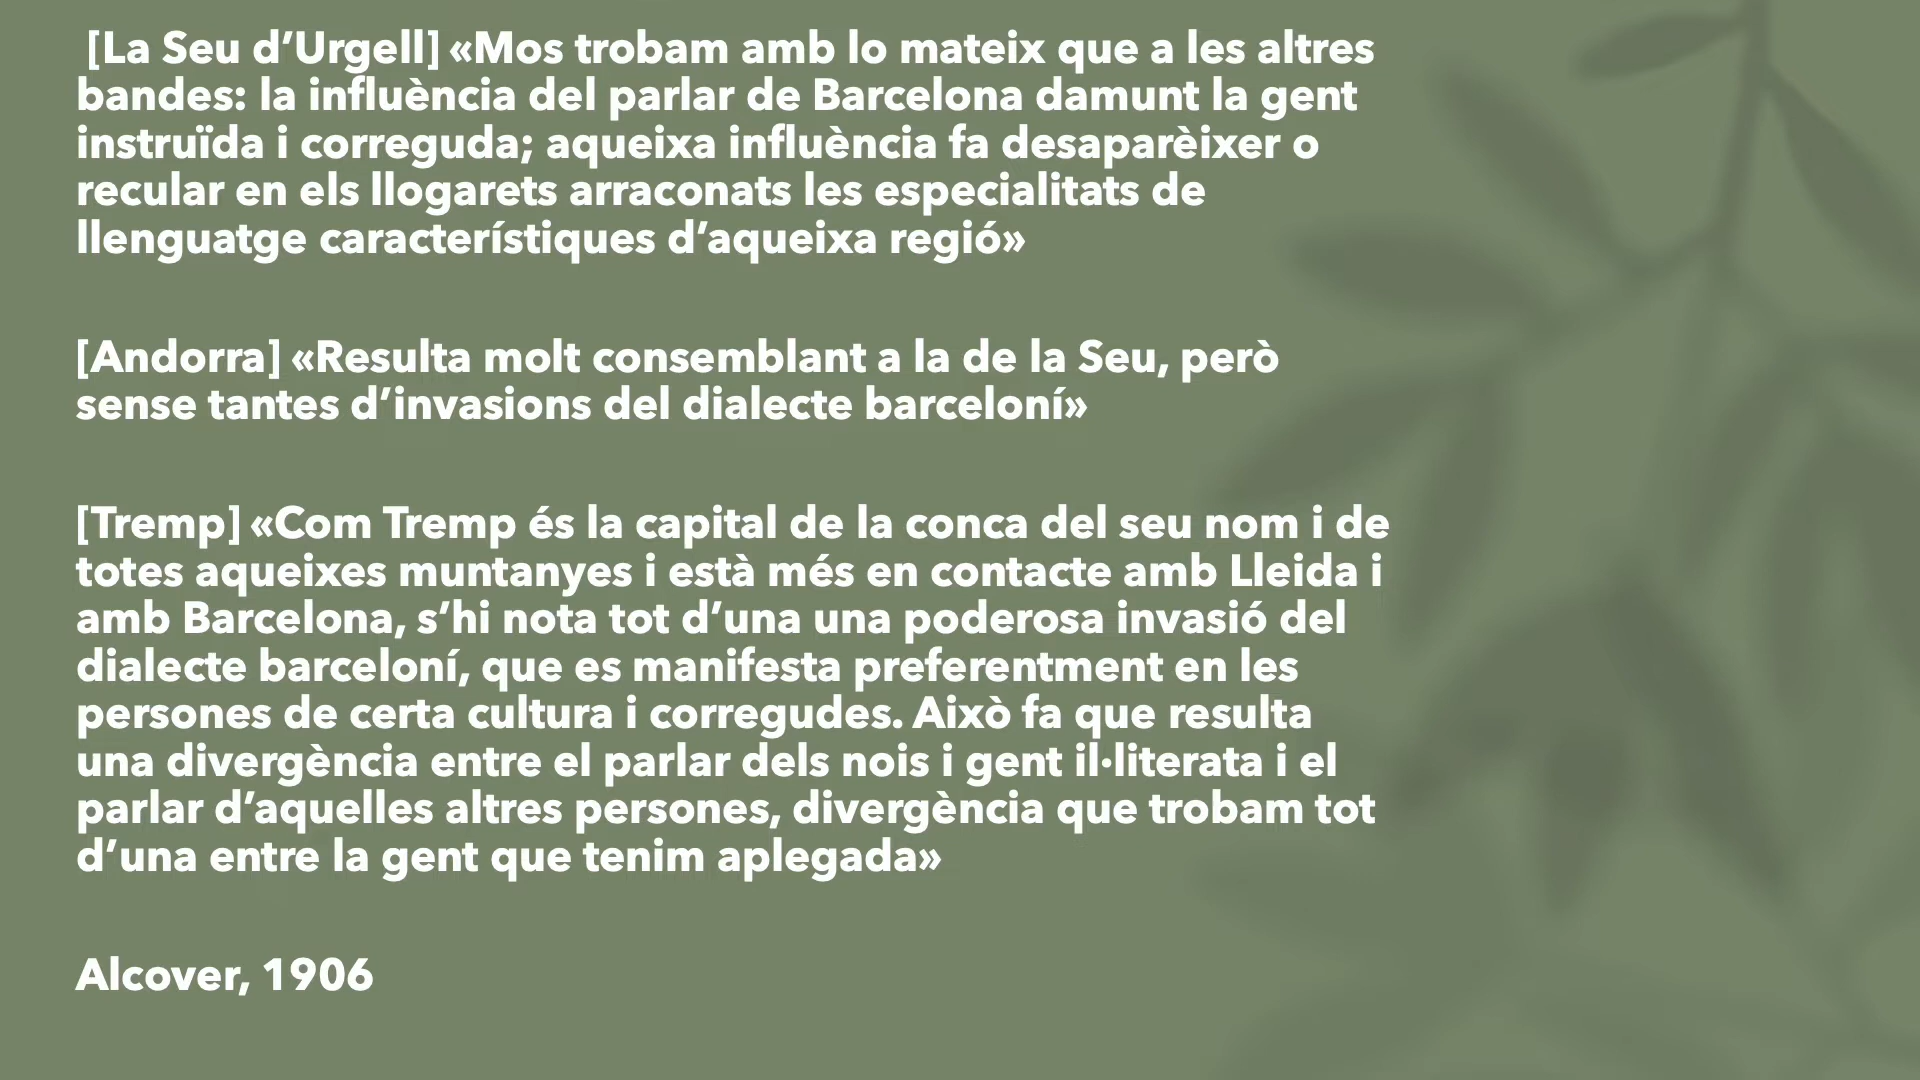 [La Seu d’Urgell] «Mos trobam amb lo mateix que a les altres
bandes: la influència del parlar de Barcelona damunt la gent
instruïda i correguda; aqueixa influència fa desaparèixer o
recular en els llogarets arraconats les especialitats de
llenguatge característiques d’aqueixa regió»
[Andorra] «Resulta molt consemblant a la de la Seu, però
sense tantes d’invasions del dialecte barceloní»
[Tremp] «Com Tremp és la capital de la conca del seu nom i de
totes aqueixes muntanyes i està més en contacte amb Lleida i
amb Barcelona, s’hi nota tot d’una una poderosa invasió del
dialecte barceloní, que es manifesta preferentment en les
persones de certa cultura i corregudes. Això fa que resulta
una divergència entre el parlar dels nois i gent il·literata i el
parlar d’aquelles altres persones, divergència que trobam tot
d’una entre la gent que tenim aplegada»
Alcover, 1906